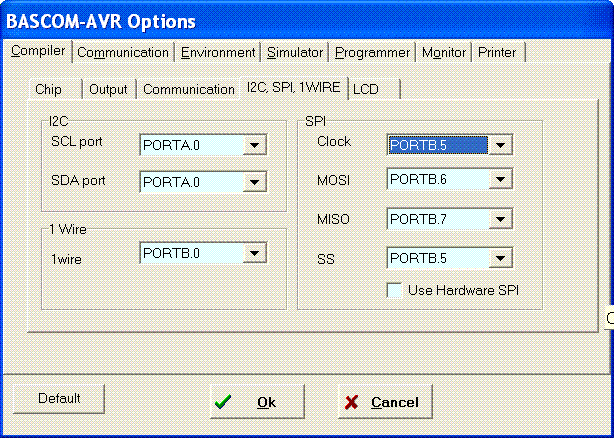 BASCOM-AVR Options
Compiler Communication Environment Simulator Programmer Monitor Printer
Chip Output Communication I2C, SPI, 1WIRE LCD
I2C
SCL port PORTA.0
SDA port PORTA.0
1 Wire
1wire PORTB.0
SPI
Clock PORTB.5
MOSI PORTB.6
MISO PORTB.7
SS PORTB.5
Use Hardware SPI
Default Ok Cancel